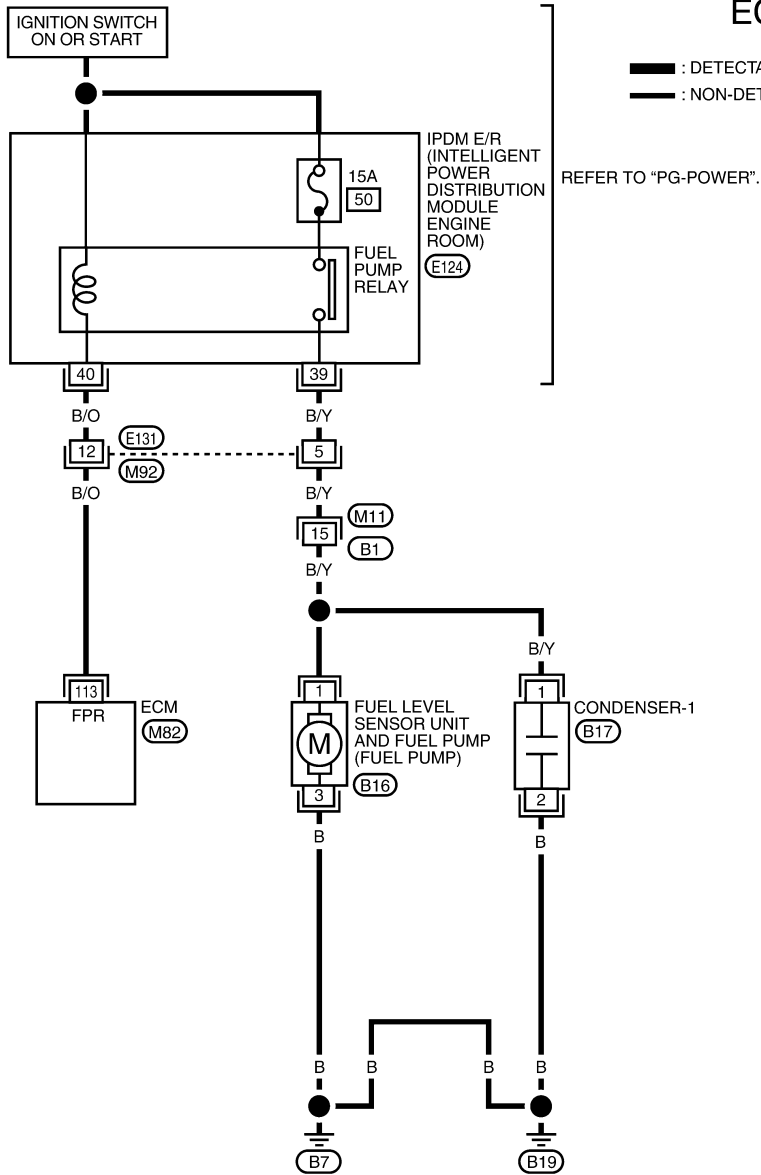 IGNITION SWITCH
ON OR START
EC
: DETECTA
: NON-DET
IPDM E/R
(INTELLIGENT
POWER
DISTRIBUTION
MODULE
ENGINE
ROOM)
E124
REFER TO “PG-POWER”.
15A
50
FUEL
PUMP
RELAY
40
39
B/O
B/Y
12
E131
M92
5
B/O
B/Y
15
M11
B1
B/Y
B/Y
113
FPR
ECM
M82
1
M
FUEL LEVEL
SENSOR UNIT
AND FUEL PUMP
(FUEL PUMP)
B16
3
1
CONDENSER-1
B17
2
B
B
B
B
B
B
B7
B19